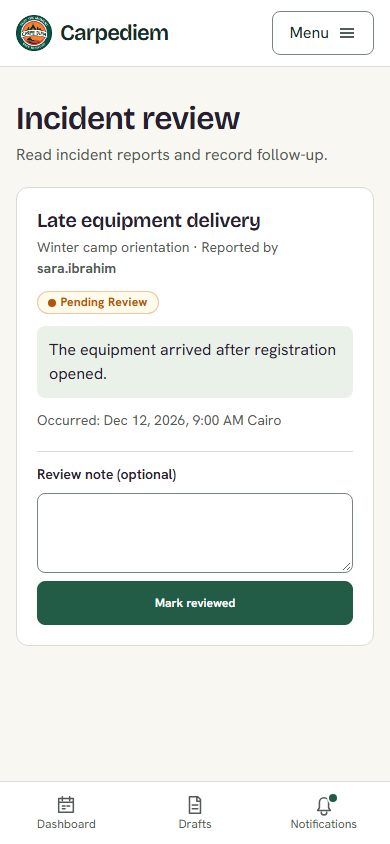 Carpediem
Menu
Incident review
Read incident reports and record follow-up.
Late equipment delivery
Winter camp orientation · Reported by
sara.ibrahim
Pending Review
The equipment arrived after registration
opened.
Occurred: Dec 12, 2026, 9:00 AM Cairo
Review note (optional)
Mark reviewed
Dashboard
Drafts
Notifications